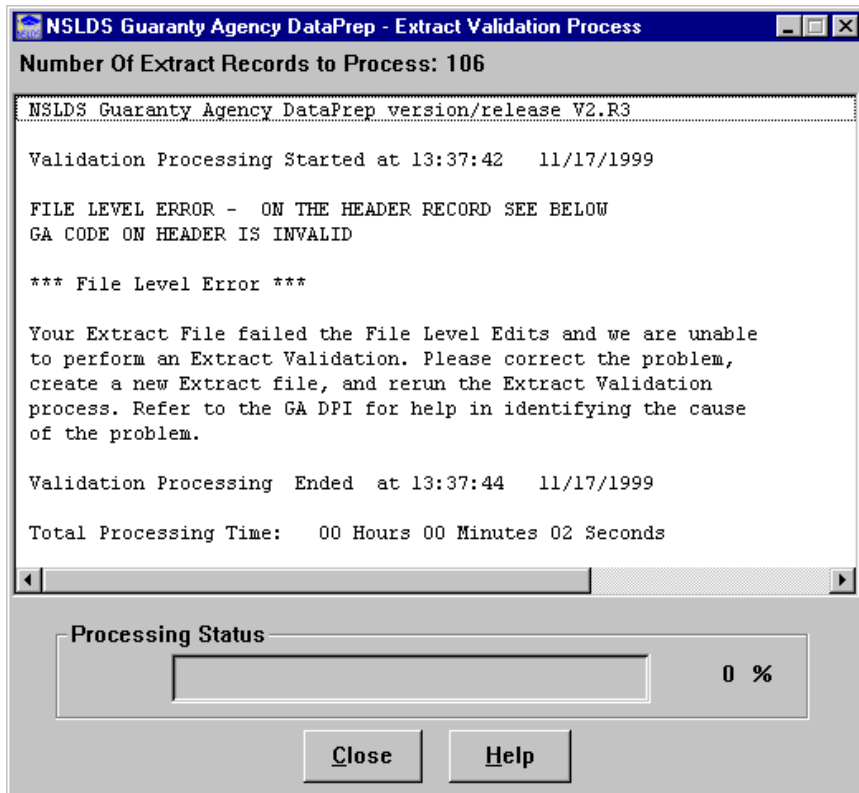 NSLDS Guaranty Agency DataPrep - Extract Validation Process
Number Of Extract Records to Process: 106
NSLDS Guaranty Agency DataPrep version/release V2.R3
Validation Processing Started at 13:37:42 11/17/1999
FILE LEVEL ERROR - ON THE HEADER RECORD SEE BELOW
GA CODE ON HEADER IS INVALID
*** File Level Error ***
Your Extract File failed the File Level Edits and we are unable
to perform an Extract Validation. Please correct the problem,
create a new Extract file, and rerun the Extract Validation
process. Refer to the GA DPI for help in identifying the cause
of the problem.
Validation Processing Ended at 13:37:44 11/17/1999
Total Processing Time: 00 Hours 00 Minutes 02 Seconds
Processing Status
0 %
Close Help